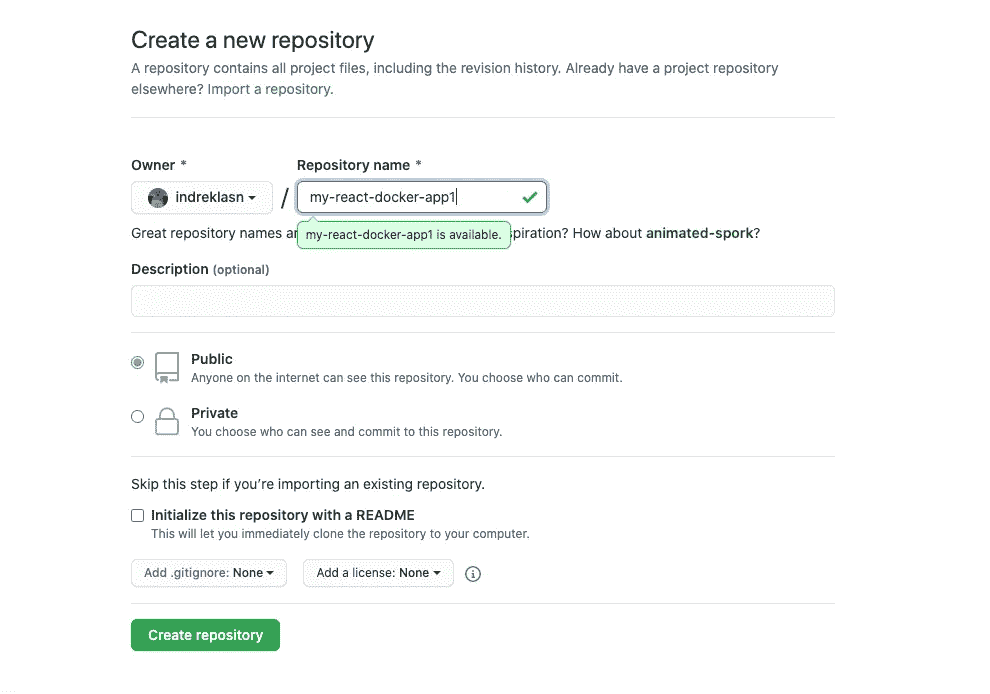 Create a new repository
A repository contains all project files, including the revision history. Already have a project repository
elsewhere? Import a repository.
Owner *
Repository name *
indreklasn
/
my-react-docker-app1
Great repository names
my-react-docker-app1 is available.
How about animated-spork?
Description (optional)
Public
Anyone on the internet can see this repository. You choose who can commit.
Private
You choose who can see and commit to this repository.
Skip this step if you’re importing an existing repository.
Initialize this repository with a README
This will let you immediately clone the repository to your computer.
Add .gitignore: None
Add a license: None
Create repository